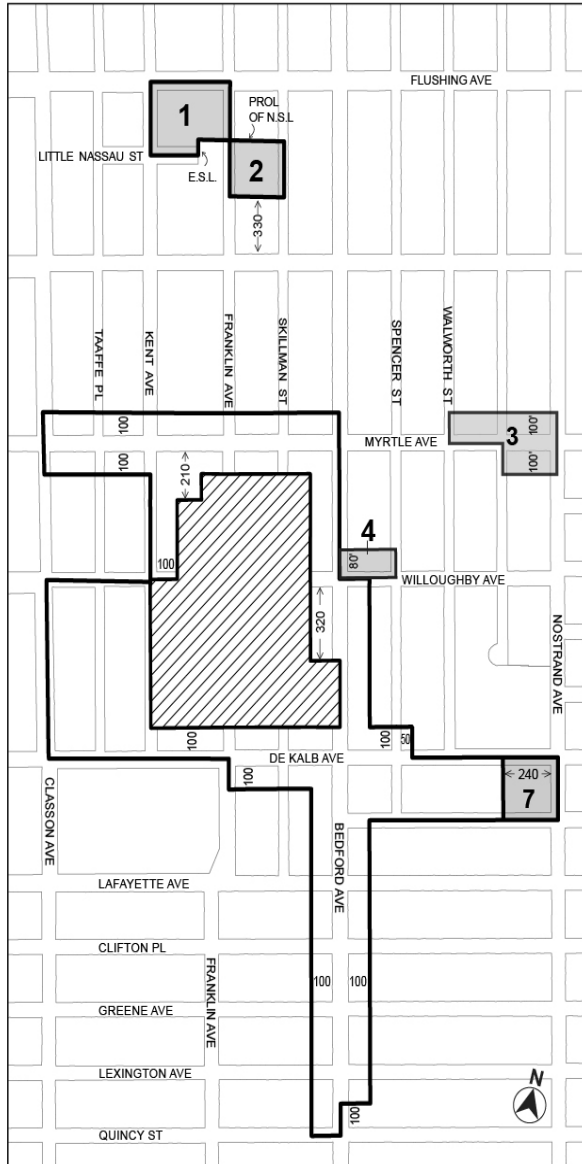 FLUSHING AVE
1
PROL
OF N.S.L
LITTLE NASSAU ST
E.S.L.
2
330
TAAFFE PL
KENT AVE
FRANKLIN AVE
SKILLMAN ST
SPENCER ST
WALWORTH ST
100
100'
3
MYRTLE AVE
100
100'
210
4
80'
100
WILLOUGHBY AVE
320
NOSTRAND AVE
100
100
50
DE KALB AVE
100
240
7
CLASSON AVE
BEDFORD AVE
LAFAYETTE AVE
CLIFTON PL
FRANKLIN AVE
100
100
GREENE AVE
LEXINGTON AVE
100
N
QUINCY ST